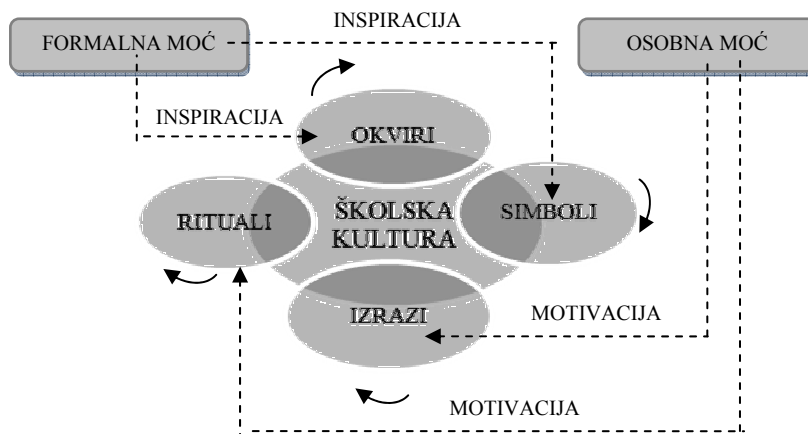 INSPIRACIJA
FORMALNA MOĆ
OSOBNA MOĆ
INSPIRACIJA
OKVIRI
RITUALI
ŠKOLSKA
KULTURA
SIMBOLI
IZRAZI
MOTIVACIJA
MOTIVACIJA